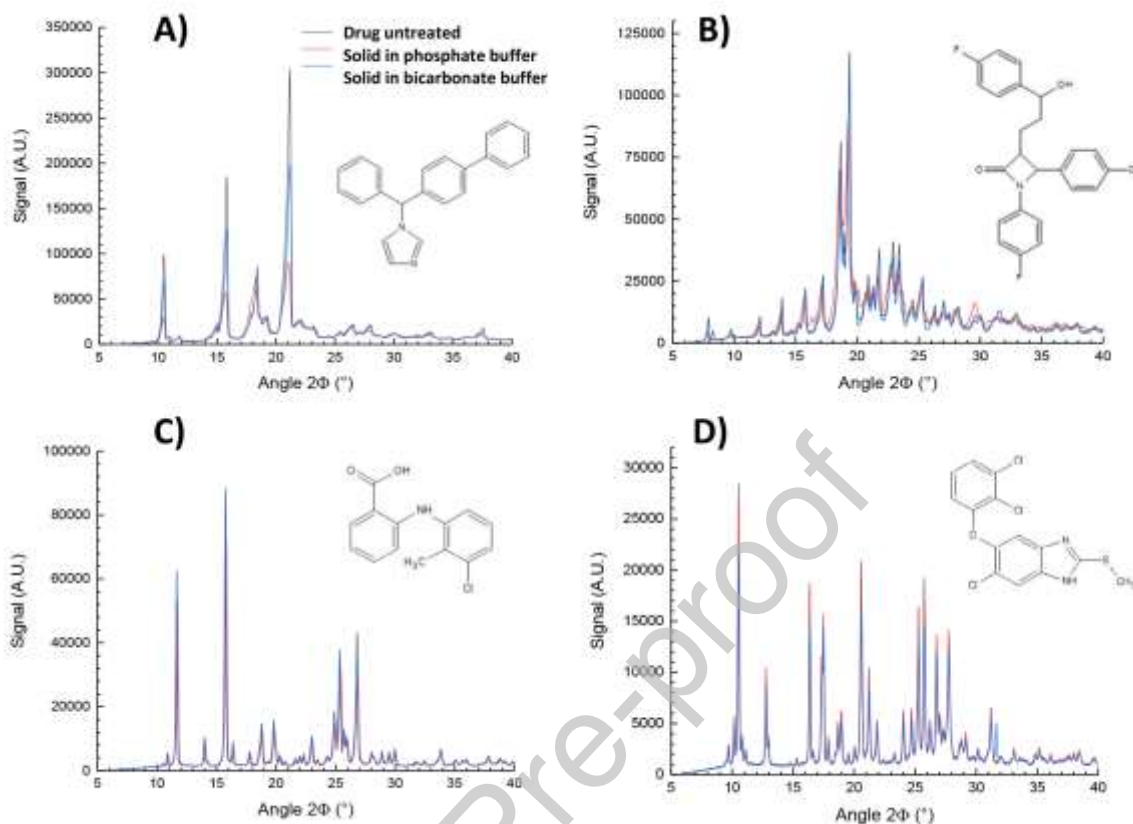 A)
Drug untreated
Solid in phosphate buffer
Solid in bicarbonate buffer
Signal (A.U.)
350000
300000
250000
200000
150000
100000
50000
0
5 10 15 20 25 30 35 40
Angle 2Φ (°)
N
B)
Signal (A.U.)
125000
100000
75000
50000
25000
0
5 10 15 20 25 30 35 40
Angle 2Φ (°)
F
OH
O
N
F
C)
Signal (A.U.)
100000
80000
60000
40000
20000
0
5 10 15 20 25 30 35 40
Angle 2Φ (°)
O
OH
NH
H₃C
Cl
D)
Signal (A.U.)
30000
25000
20000
15000
10000
5000
0
5 10 15 20 25 30 35 40
Angle 2Φ (°)
Cl
Cl
O
N
Cl
NH
S
CH₃
Pre-proof